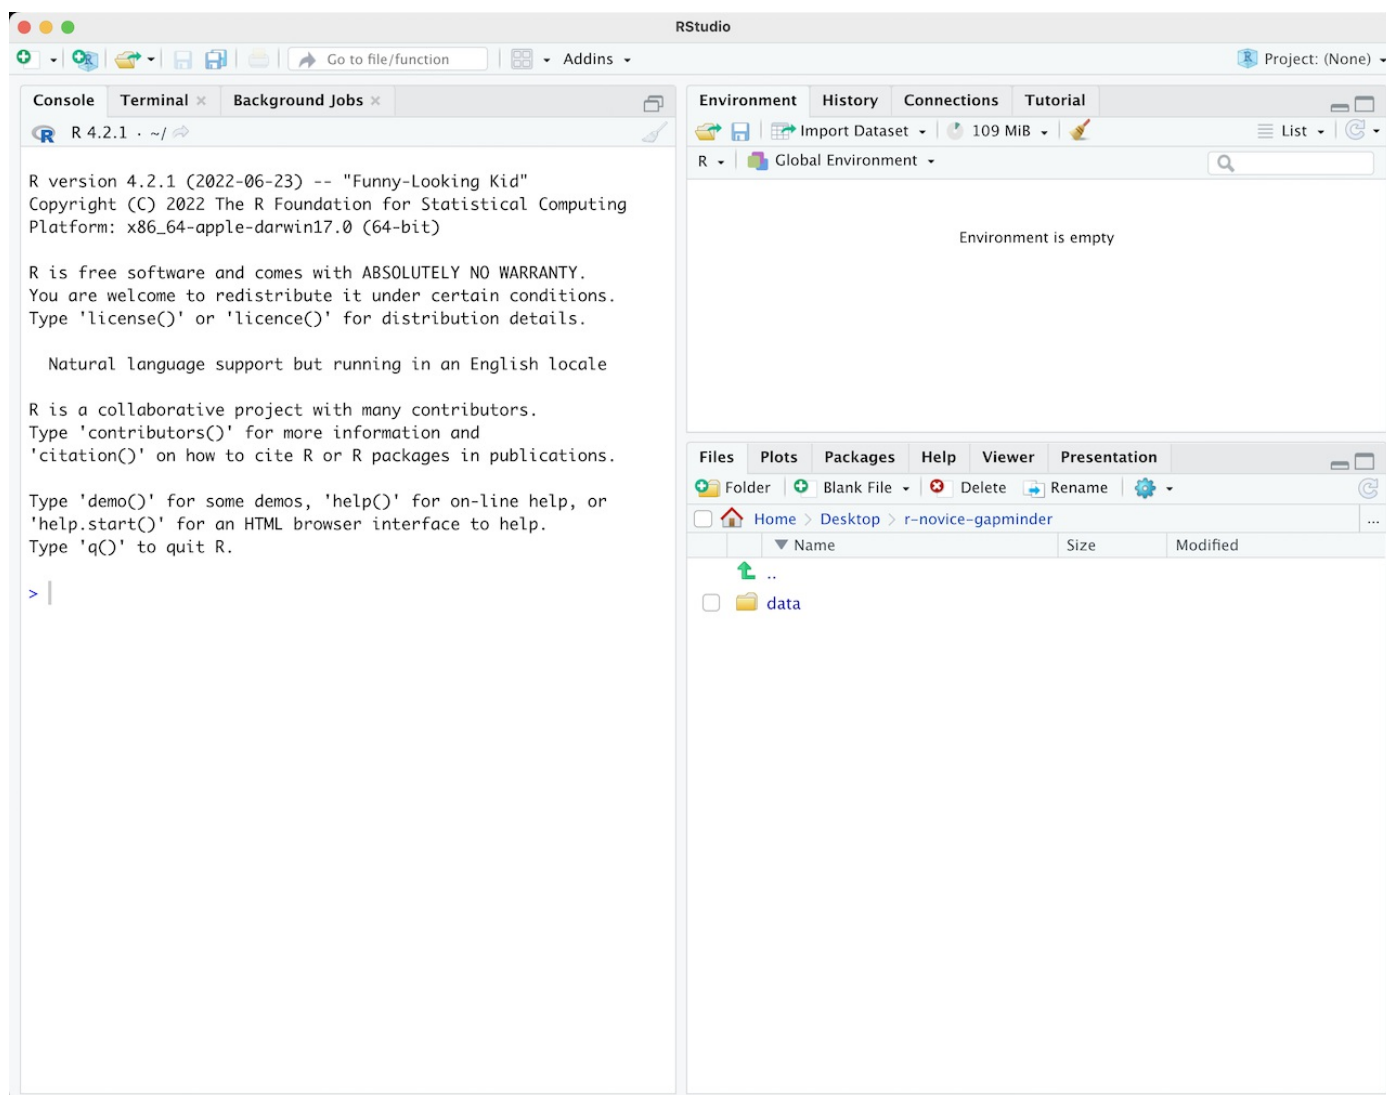 RStudio
Go to file/function
Addins
Project: (None)
Console Terminal Background Jobs
R 4.2.1 · ~/
R version 4.2.1 (2022-06-23) -- "Funny-Looking Kid"
Copyright (C) 2022 The R Foundation for Statistical Computing
Platform: x86_64-apple-darwin17.0 (64-bit)
R is free software and comes with ABSOLUTELY NO WARRANTY.
You are welcome to redistribute it under certain conditions.
Type 'license()' or 'licence()' for distribution details.
Natural language support but running in an English locale
R is a collaborative project with many contributors.
Type 'contributors()' for more information and
'citation()' on how to cite R or R packages in publications.
Type 'demo()' for some demos, 'help()' for on-line help, or
'help.start()' for an HTML browser interface to help.
Type 'q()' to quit R.
>
Environment History Connections Tutorial
Import Dataset 109 MiB List
R Global Environment
Environment is empty
Files Plots Packages Help Viewer Presentation
Folder Blank File Delete Rename
Home > Desktop > r-novice-gapminder ...
Name Size Modified
..
data